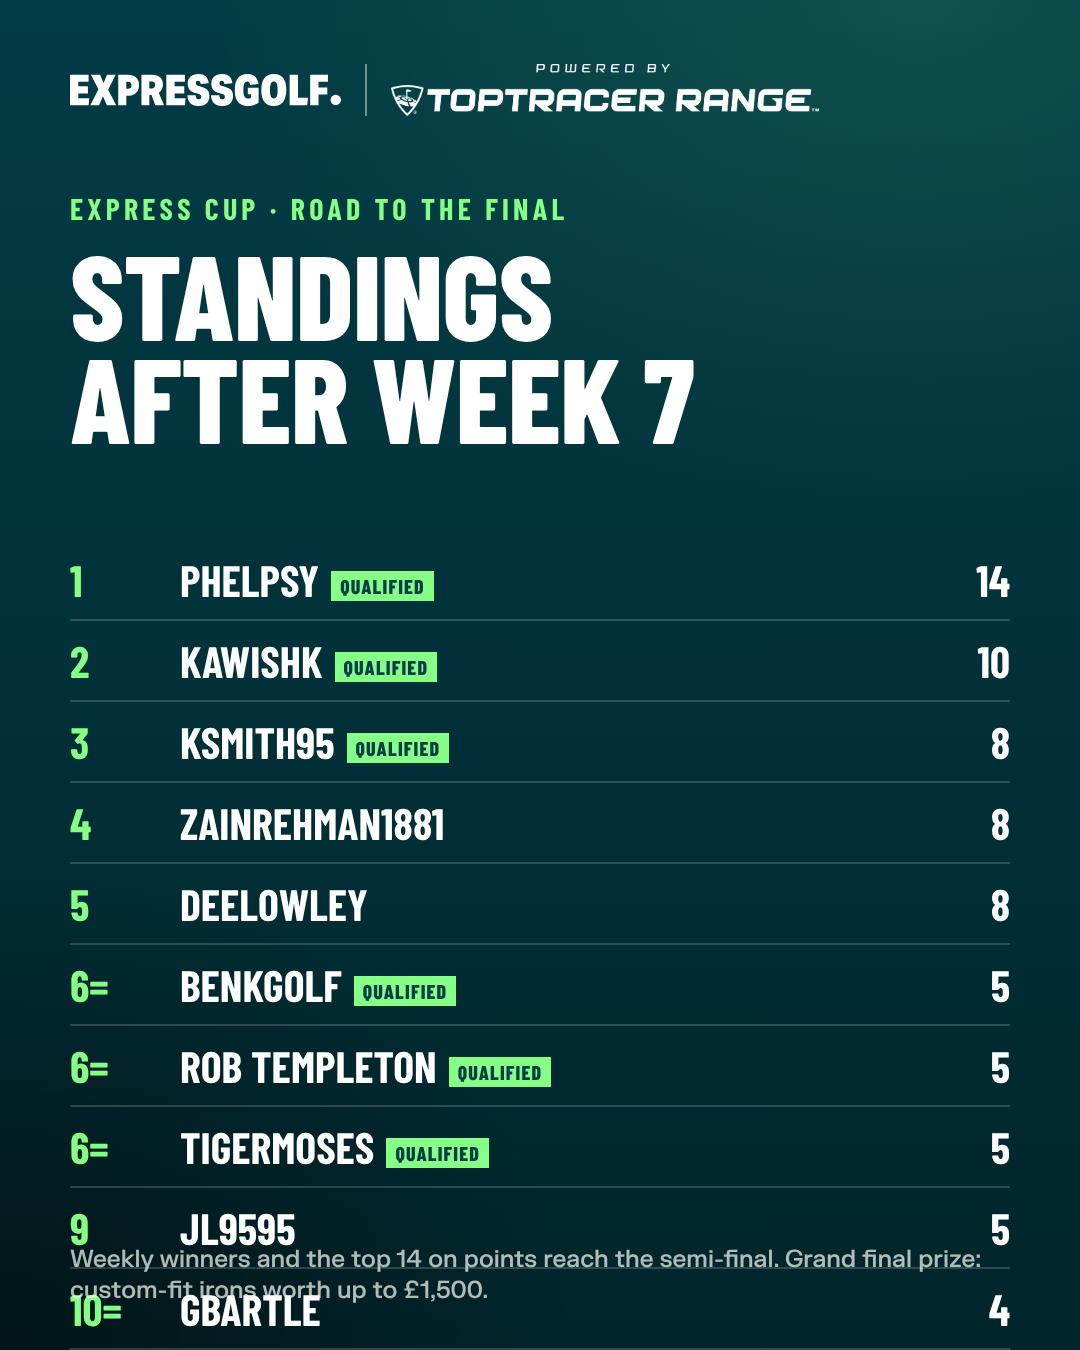 EXPRESSGOLF.
POWERED BY
TOPTRACER RANGE™
EXPRESS CUP · ROAD TO THE FINAL
STANDINGS
AFTER WEEK 7
1 PHELPSY QUALIFIED 14
2 KAWISHK QUALIFIED 10
3 KSMITH95 QUALIFIED 8
4 ZAINREHMAN1881 8
5 DEELOWLEY 8
6= BENKGOLF QUALIFIED 5
6= ROB TEMPLETON QUALIFIED 5
6= TIGERMOSES QUALIFIED 5
9 JL9595 5
Weekly winners and the top 14 on points reach the semi-final. Grand final prize:
custom-fit irons worth up to £1,500.
10= GBARTLE 4